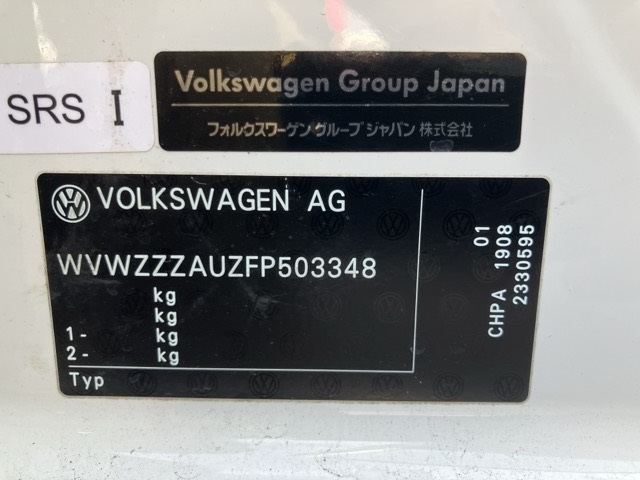 SRS I
Volkswagen Group Japan
フォルクスワーゲン グループ ジャパン 株式会社
VOLKSWAGEN AG
WVWZZZAUZFP503348
kg
kg
1- kg
2- kg
Typ
01
CHPA 1908
2330595